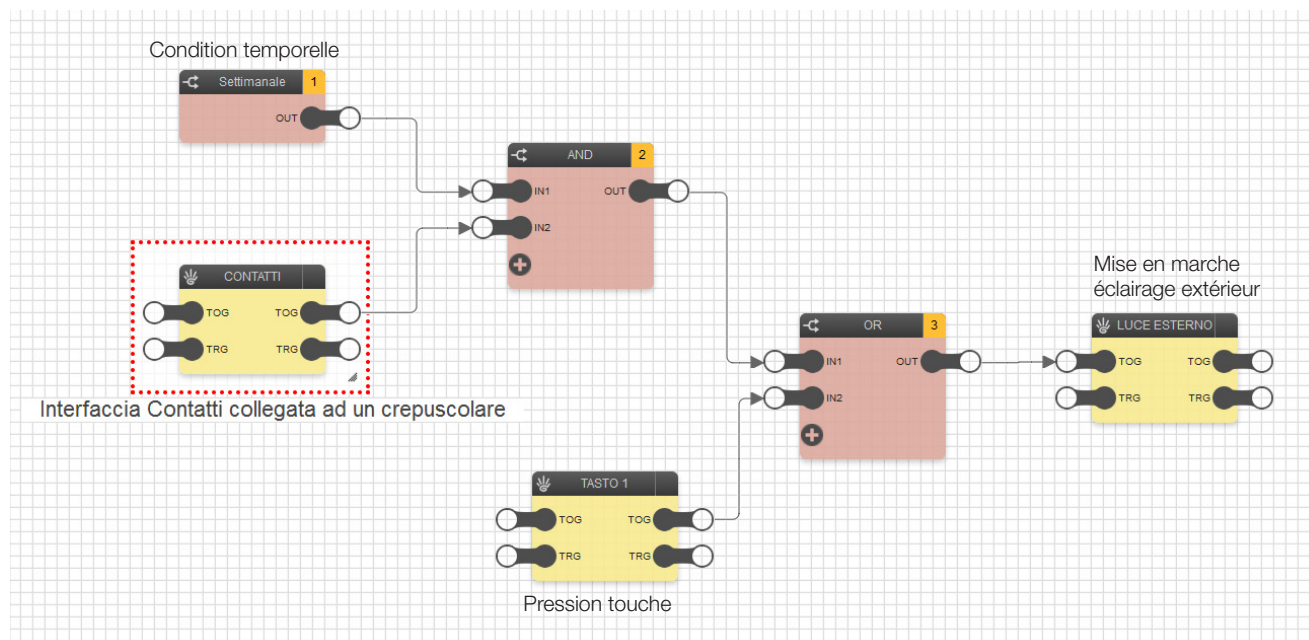 Condition temporelle
Settimanale 1
OUT
AND 2
IN1 OUT
IN2
CONTATTI
TOG TOG
TRG TRG
Interfaccia Contatti collegata ad un crepuscolare
Mise en marche
éclairage extérieur
OR 3
IN1 OUT
IN2
LUCE ESTERNO
TOG TOG
TRG TRG
TASTO 1
TOG TOG
TRG TRG
Pression touche